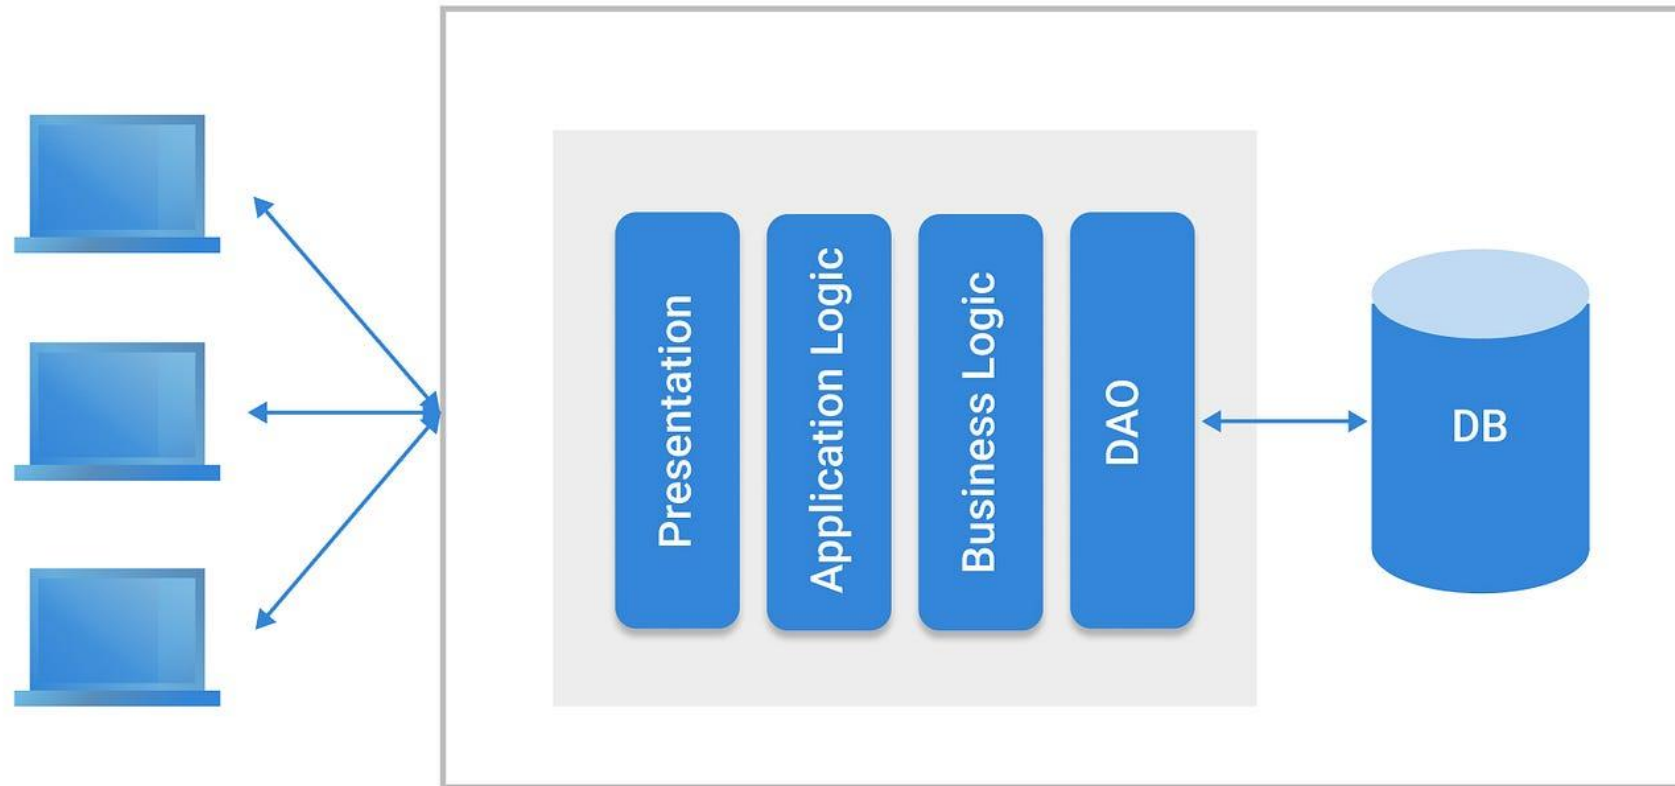 Presentation
Application Logic
Business Logic
DAO
DB